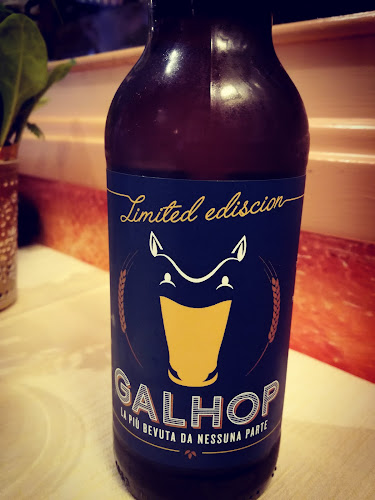 Limited ediscion
GALHOP
LA PIÙ BEVUTA DA NESSUNA PARTE